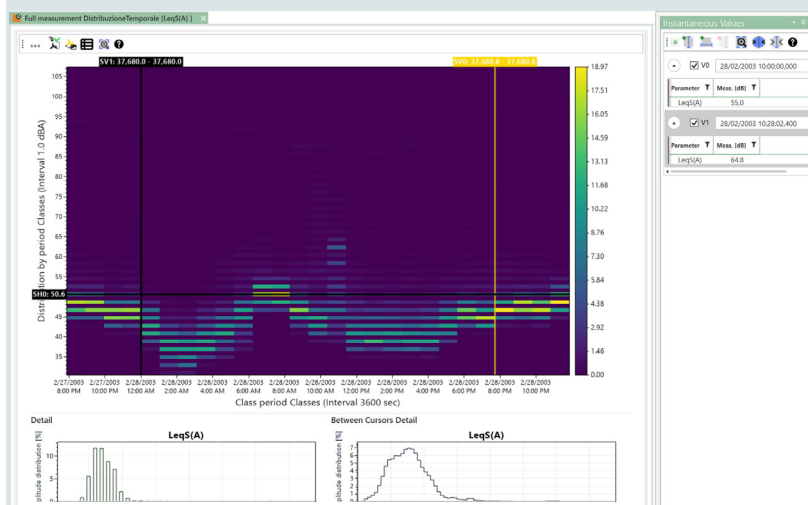 Full measurement DistribuzioneTemporale [LeqS(A) ]
SV1: 37,680.0 - 37,680.0
SV0: 37,680.0 - 37,680.0
SH0: 50.6
Distribution by period Classes (Interval 1.0 dBA)
105
100
95
90
85
80
75
70
65
60
55
45
40
35
18.97
17.51
16.05
14.59
13.13
11.68
10.22
8.76
7.30
5.84
4.38
2.92
1.46
0.00
2/27/2003 2/27/2003 2/28/2003 2/28/2003 2/28/2003 2/28/2003 2/28/2003 2/28/2003 2/28/2003 2/28/2003 2/28/2003 2/28/2003 2/28/2003 2/28/2003
8:00 PM 10:00 PM 12:00 AM 2:00 AM 4:00 AM 6:00 AM 8:00 AM 10:00 AM 12:00 PM 2:00 PM 4:00 PM 6:00 PM 8:00 PM 10:00 PM
Class period Classes (Interval 3600 sec)
Detail
LeqS(A)
plitude distribution [%]
10
5
0
Between Cursors Detail
LeqS(A)
plitude distribution [%]
7
6
5
4
3
2
1
0
Instantaneous Values
V0 28/02/2003 10:00:00,000
Parameter Meas. [dB]
LeqS(A) 55.0
V1 28/02/2003 10:28:02,400
Parameter Meas. [dB]
LeqS(A) 64.8